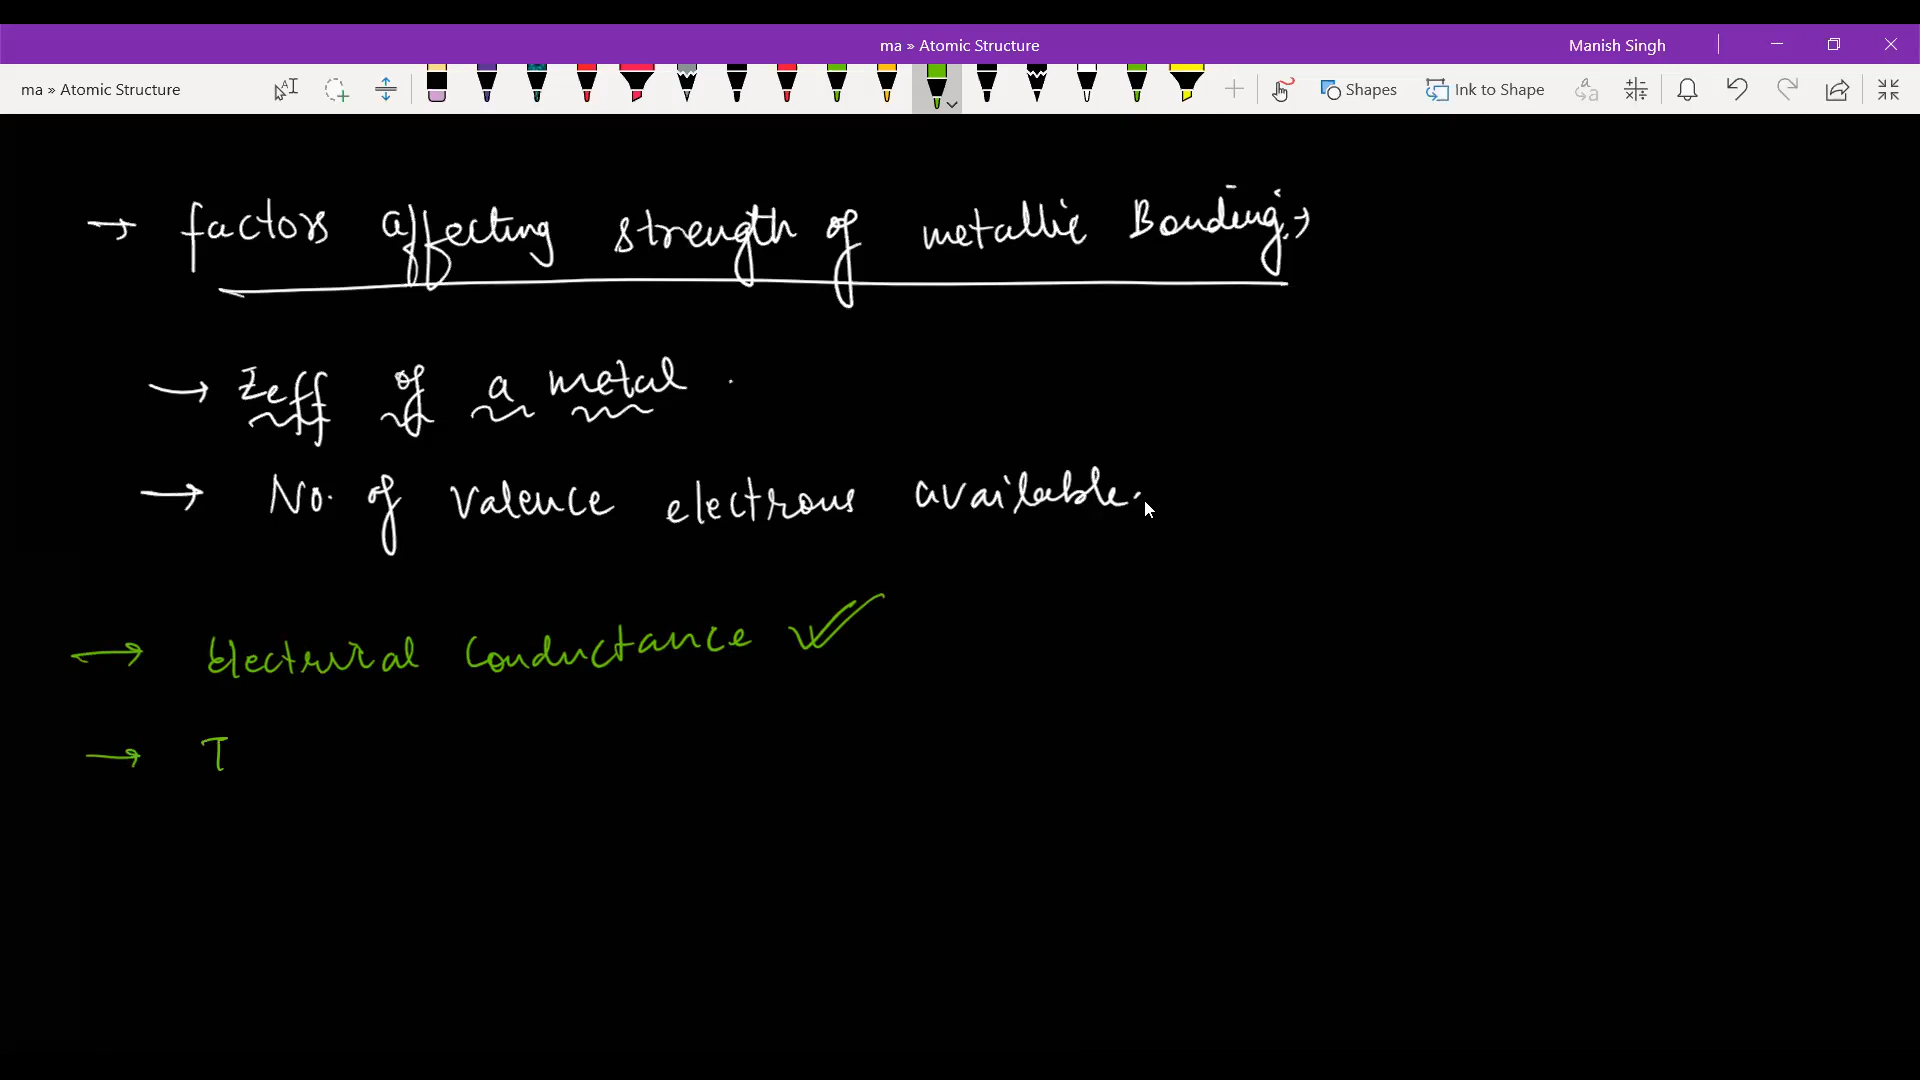 ma » Atomic Structure
Manish Singh
ma » Atomic Structure
Shapes
Ink to Shape
→ factors affecting strength of metallic Bonding →
→ Zeff of a metal .
→ No. of valence electrons available.
→ Electrical Conductance ✓
→ T